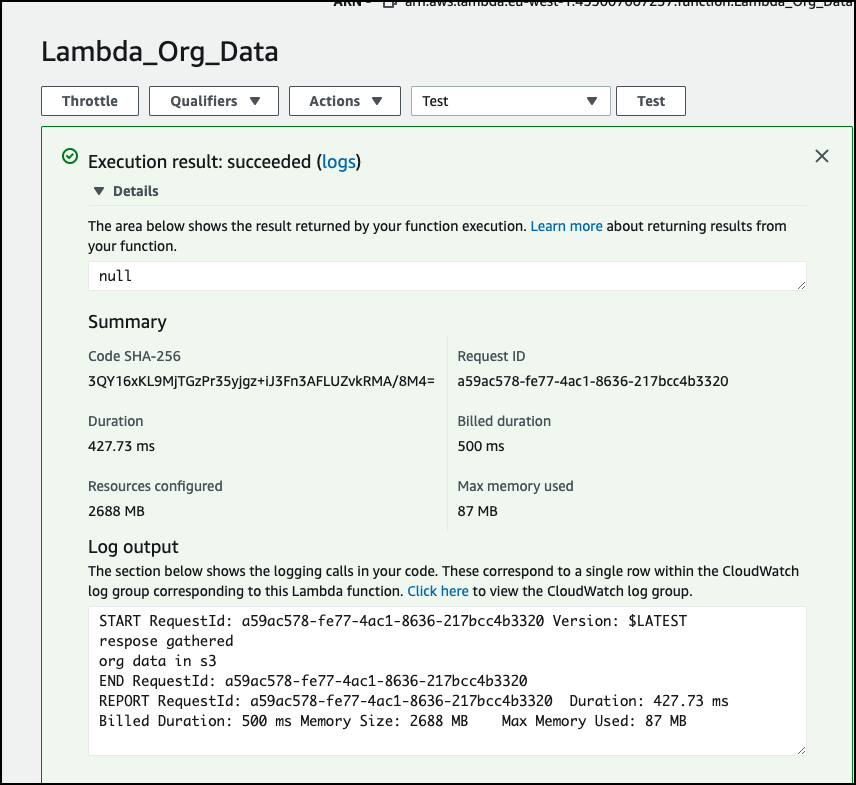 Lambda_Org_Data
Throttle
Qualifiers
Actions
Test
Test
Execution result: succeeded (logs)
Details
The area below shows the result returned by your function execution. Learn more about returning results from
your function.
null
Summary
Code SHA-256
3QY16xKL9MjTGzPr35yjgz+iJ3Fn3AFLUZvkRMA/8M4=
Request ID
a59ac578-fe77-4ac1-8636-217bcc4b3320
Duration
427.73 ms
Billed duration
500 ms
Resources configured
2688 MB
Max memory used
87 MB
Log output
The section below shows the logging calls in your code. These correspond to a single row within the CloudWatch
log group corresponding to this Lambda function. Click here to view the CloudWatch log group.
START RequestId: a59ac578-fe77-4ac1-8636-217bcc4b3320 Version: $LATEST
respose gathered
org data in s3
END RequestId: a59ac578-fe77-4ac1-8636-217bcc4b3320
REPORT RequestId: a59ac578-fe77-4ac1-8636-217bcc4b3320 Duration: 427.73 ms
Billed Duration: 500 ms Memory Size: 2688 MB Max Memory Used: 87 MB